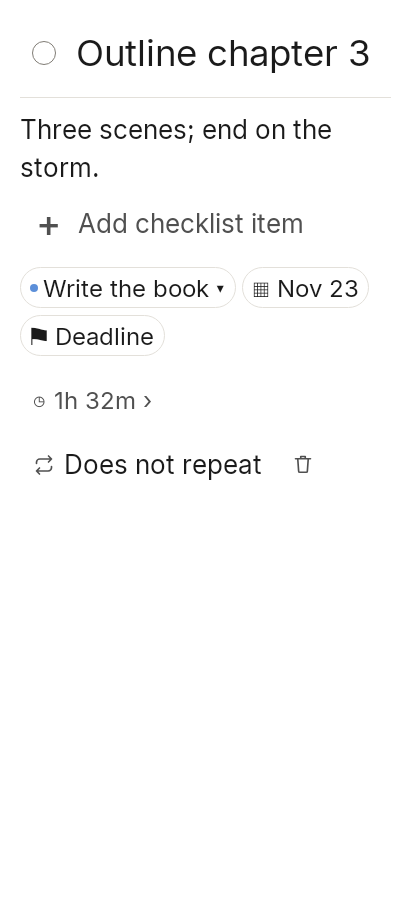 Outline chapter 3
Three scenes; end on the
storm.
+ Add checklist item
Write the book ▾ Nov 23
Deadline
1h 32m ›
Does not repeat